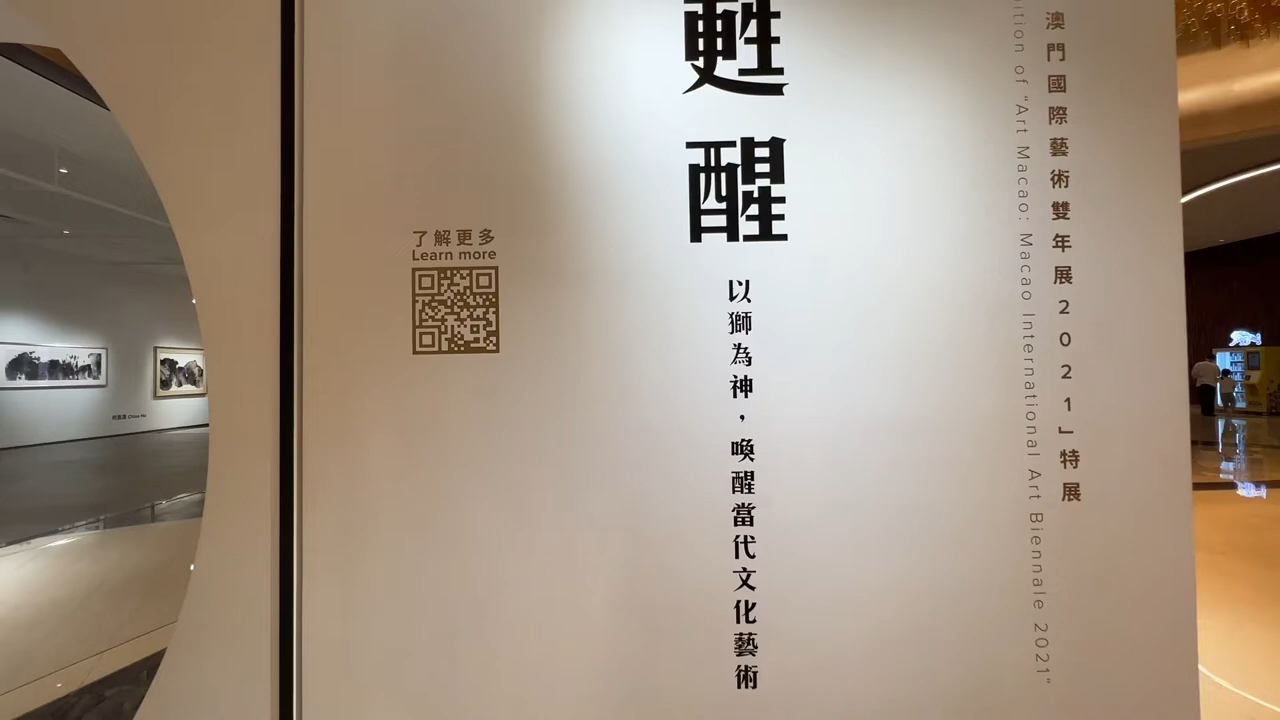 澳門國際藝術雙年展2021」特展
ition of "Art Macao: Macao International Art Biennale 2021"
甦醒
以獅為神，喚醒當代文化藝術
了解更多
Learn more